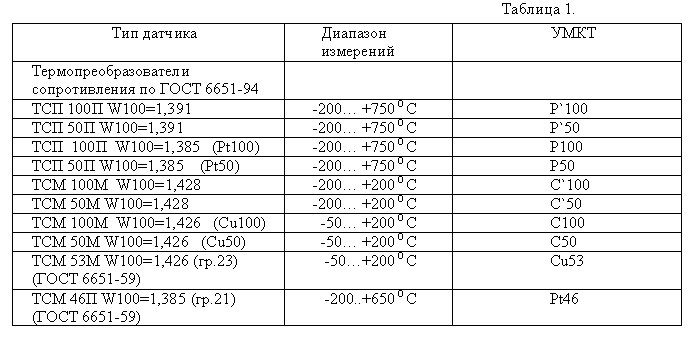 Таблица 1.
Тип датчика Диапазон измерений УМКТ
Термопреобразователи
сопротивления по ГОСТ 6651-94
ТСП 100П W100=1,391 -200… +750 ⁰ С P`100
ТСП 50П W100=1,391 -200… +750 ⁰ С P`50
ТСП 100П W100=1,385 (Pt100) -200… +750 ⁰ С P100
ТСП 50П W100=1,385 (Pt50) -200… +750 ⁰ С P50
ТСМ 100М W100=1,428 -200… +200 ⁰ С C`100
ТСМ 50М W100=1,428 -200… +200 ⁰ С C`50
ТСМ 100М W100=1,426 (Cu100) -50… +200 ⁰ С C100
ТСМ 50М W100=1,426 (Cu50) -50… +200 ⁰ С C50
ТСМ 53М W100=1,426 (гр.23) -50…+200 ⁰ С Cu53
(ГОСТ 6651-59)
ТСМ 46П W100=1,385 (гр.21) -200..+650 ⁰ С Pt46
(ГОСТ 6651-59)